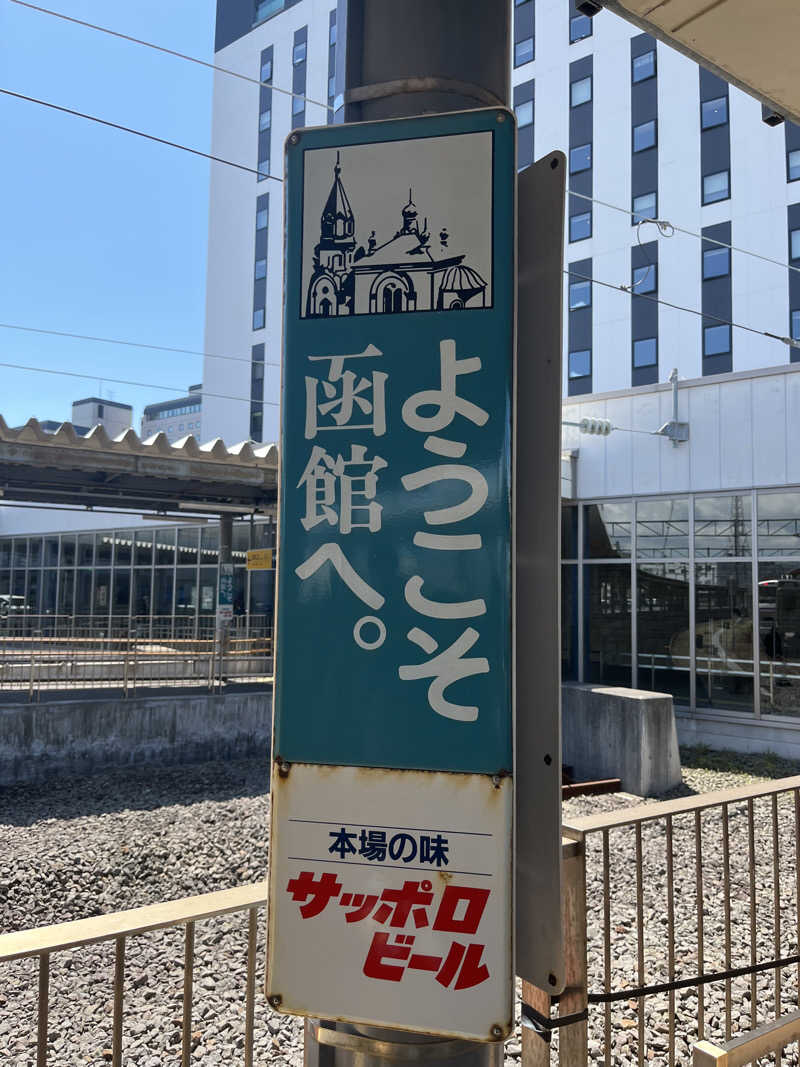 ようこそ
函館へ。
本場の味
サッポロ
ビール